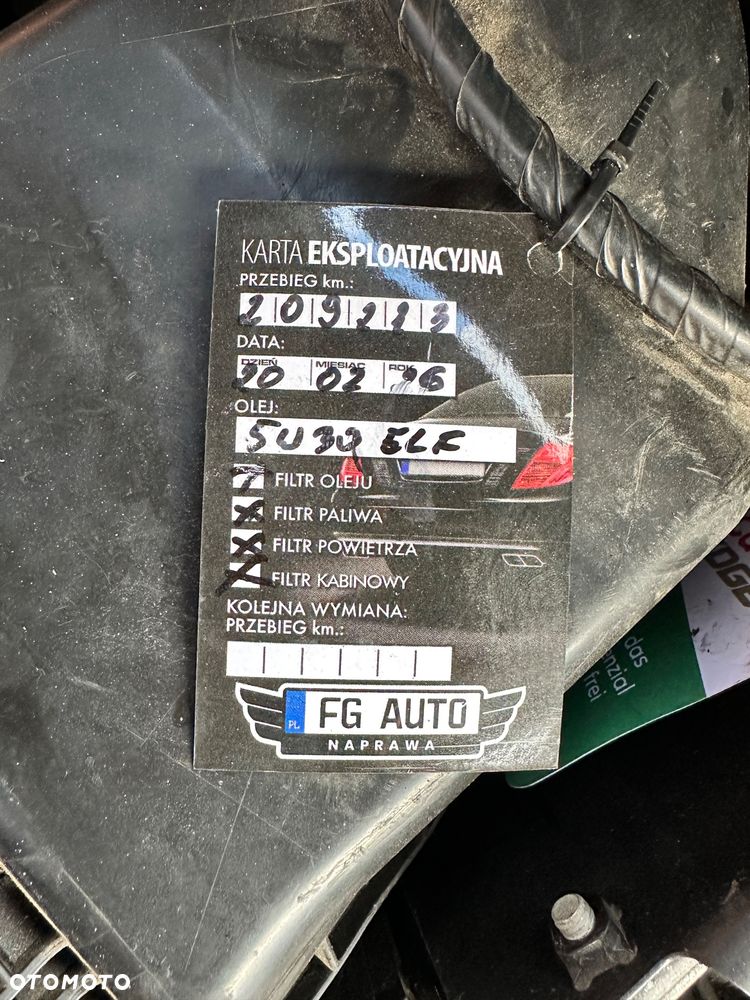 KARTA EKSPLOATACYJNA
PRZEBIEG km.:
209213
DATA:
DZIEŃ MIESIĄC ROK
20 02 26
OLEJ:
5W30 ELF
FILTR OLEJU
FILTR PALIWA
FILTR POWIETRZA
FILTR KABINOWY
KOLEJNA WYMIANA:
PRZEBIEG km.:
PL FG AUTO
NAPRAWA
das
enzial
frei
OTOMOTO